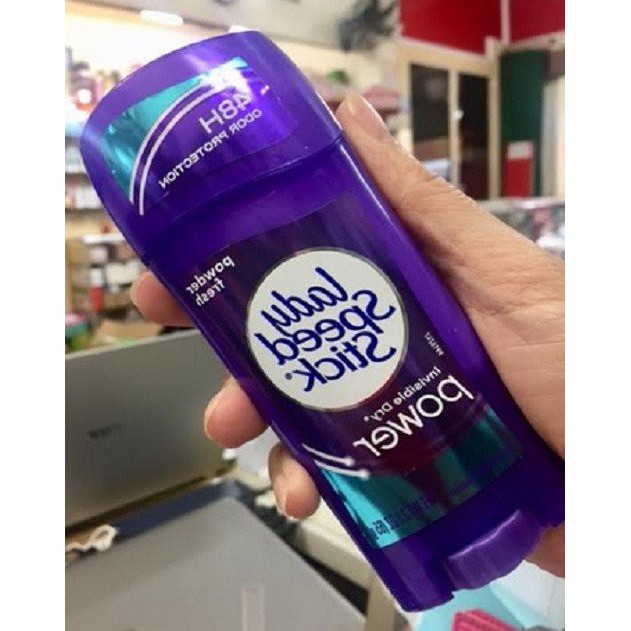 48H
ODOR PROTECTION
powder
fresh
lady
speed
stick®
invisible Dry®
power